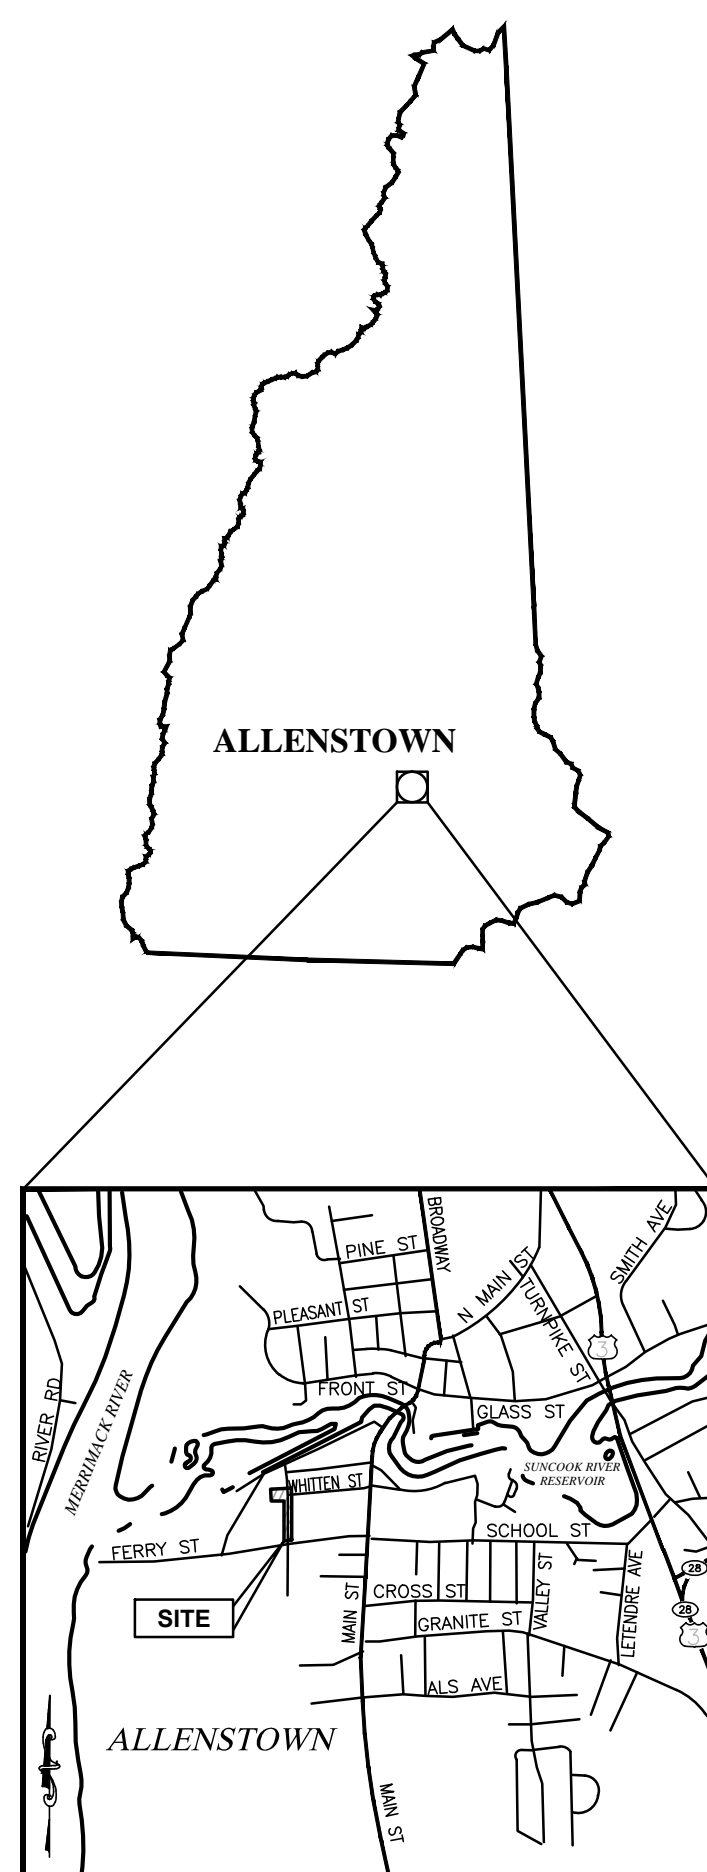 ALLENSTOWN
BROADWAY
SMITH AVE
PINE ST
N MAIN ST
TURNPIKE ST
PLEASANT ST
3
FRONT ST
RIVER RD
MERRIMACK RIVER
GLASS ST
SUNCOOK RIVER
RESERVOIR
WHITTEN ST
SCHOOL ST
FERRY ST
VALLEY ST
LETENDRE AVE
28
CROSS ST
MAIN ST
SITE
28
GRANITE ST
3
ALS AVE
ALLENSTOWN
MAIN ST